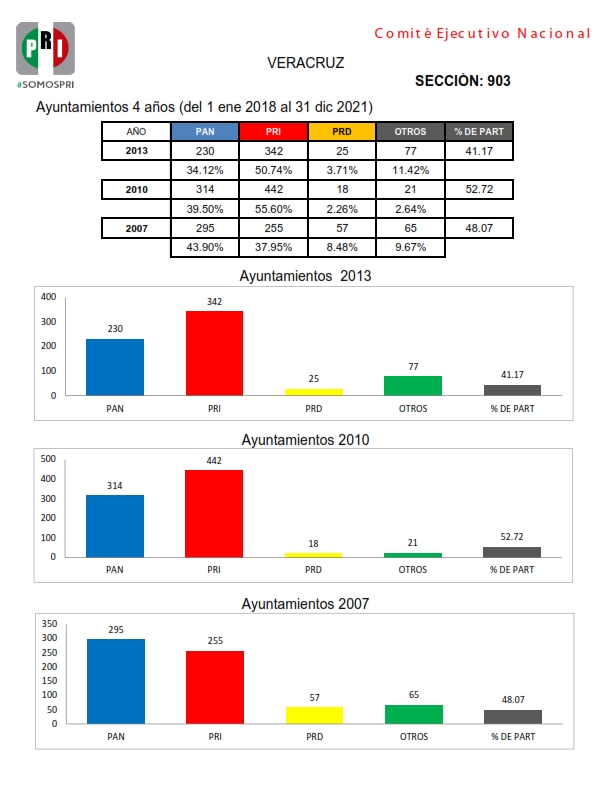 Comité Ejecutivo Nacional
PRI
#SOMOSPRI
VERACRUZ
SECCIÓN: 903
Ayuntamientos 4 años (del 1 ene 2018 al 31 dic 2021)
AÑO PAN PRI PRD OTROS % DE PART
2013 230 342 25 77 41.17
34.12% 50.74% 3.71% 11.42%
2010 314 442 18 21 52.72
39.50% 55.60% 2.26% 2.64%
2007 295 255 57 65 48.07
43.90% 37.95% 8.48% 9.67%
Ayuntamientos 2013
400
342
300
230
200
100
77
41.17
25
0
PAN PRI PRD OTROS % DE PART
Ayuntamientos 2010
500
442
400
314
300
200
100
52.72
18
21
0
PAN PRI PRD OTROS % DE PART
Ayuntamientos 2007
350
295
300
255
250
200
150
100
57
65
48.07
50
0
PAN PRI PRD OTROS % DE PART